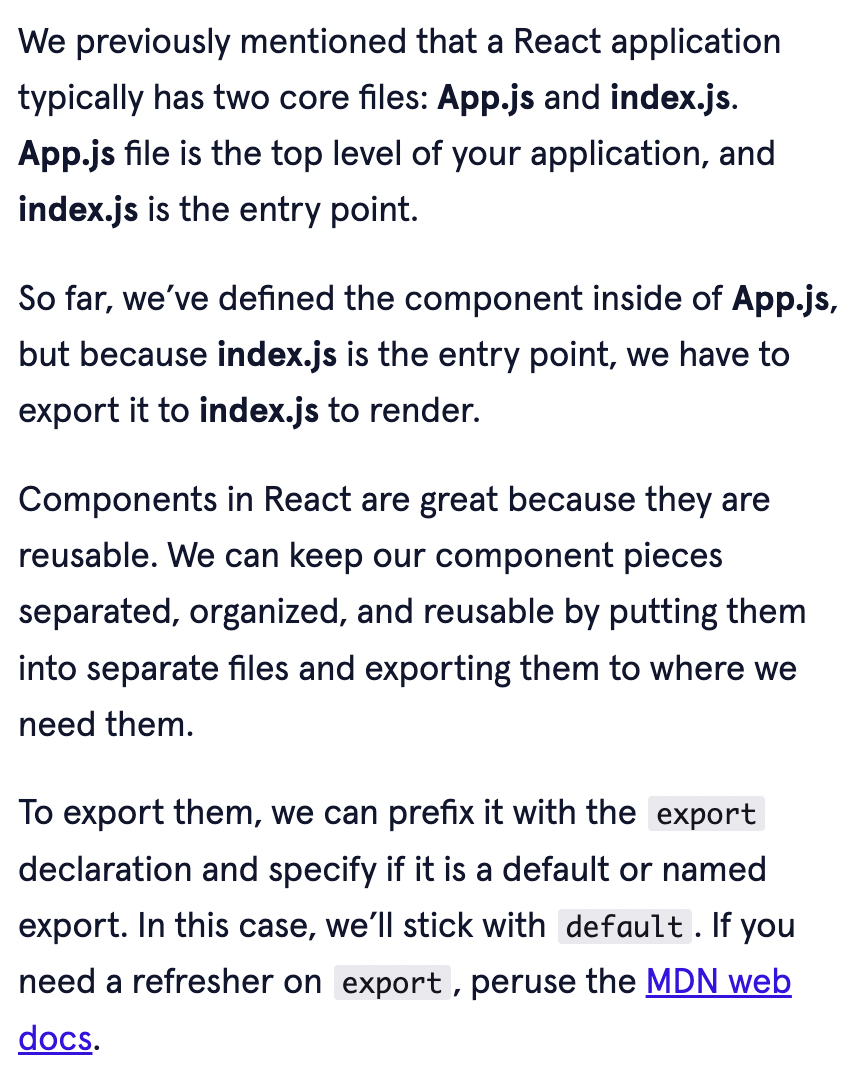 We previously mentioned that a React application
typically has two core files: App.js and index.js.
App.js file is the top level of your application, and
index.js is the entry point.
So far, we’ve defined the component inside of App.js,
but because index.js is the entry point, we have to
export it to index.js to render.
Components in React are great because they are
reusable. We can keep our component pieces
separated, organized, and reusable by putting them
into separate files and exporting them to where we
need them.
To export them, we can prefix it with the export
declaration and specify if it is a default or named
export. In this case, we’ll stick with default. If you
need a refresher on export, peruse the MDN web
docs.